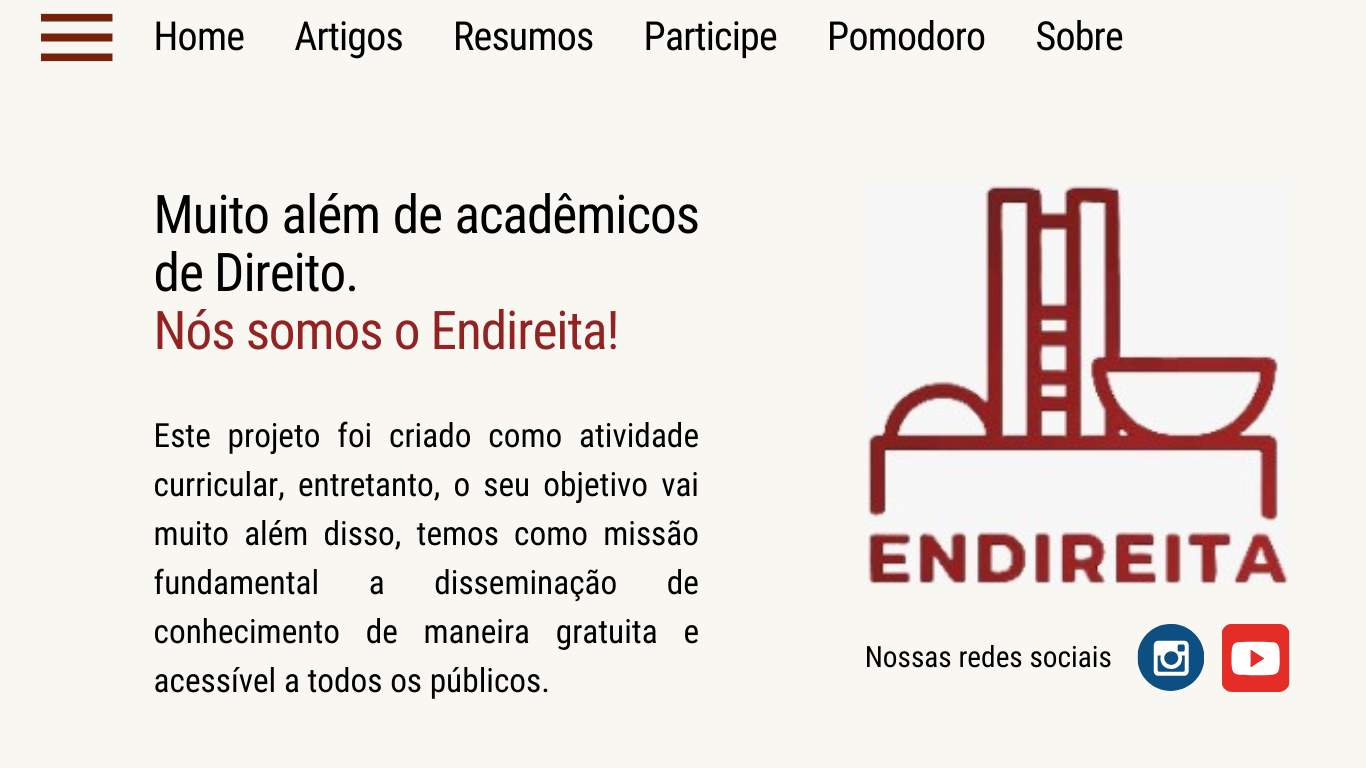 Home Artigos Resumos Participe Pomodoro Sobre
Muito além de acadêmicos
de Direito.
Nós somos o Endireita!
Este projeto foi criado como atividade
curricular, entretanto, o seu objetivo vai
muito além disso, temos como missão
fundamental a disseminação de
conhecimento de maneira gratuita e
acessível a todos os públicos.
ENDIREITA
Nossas redes sociais